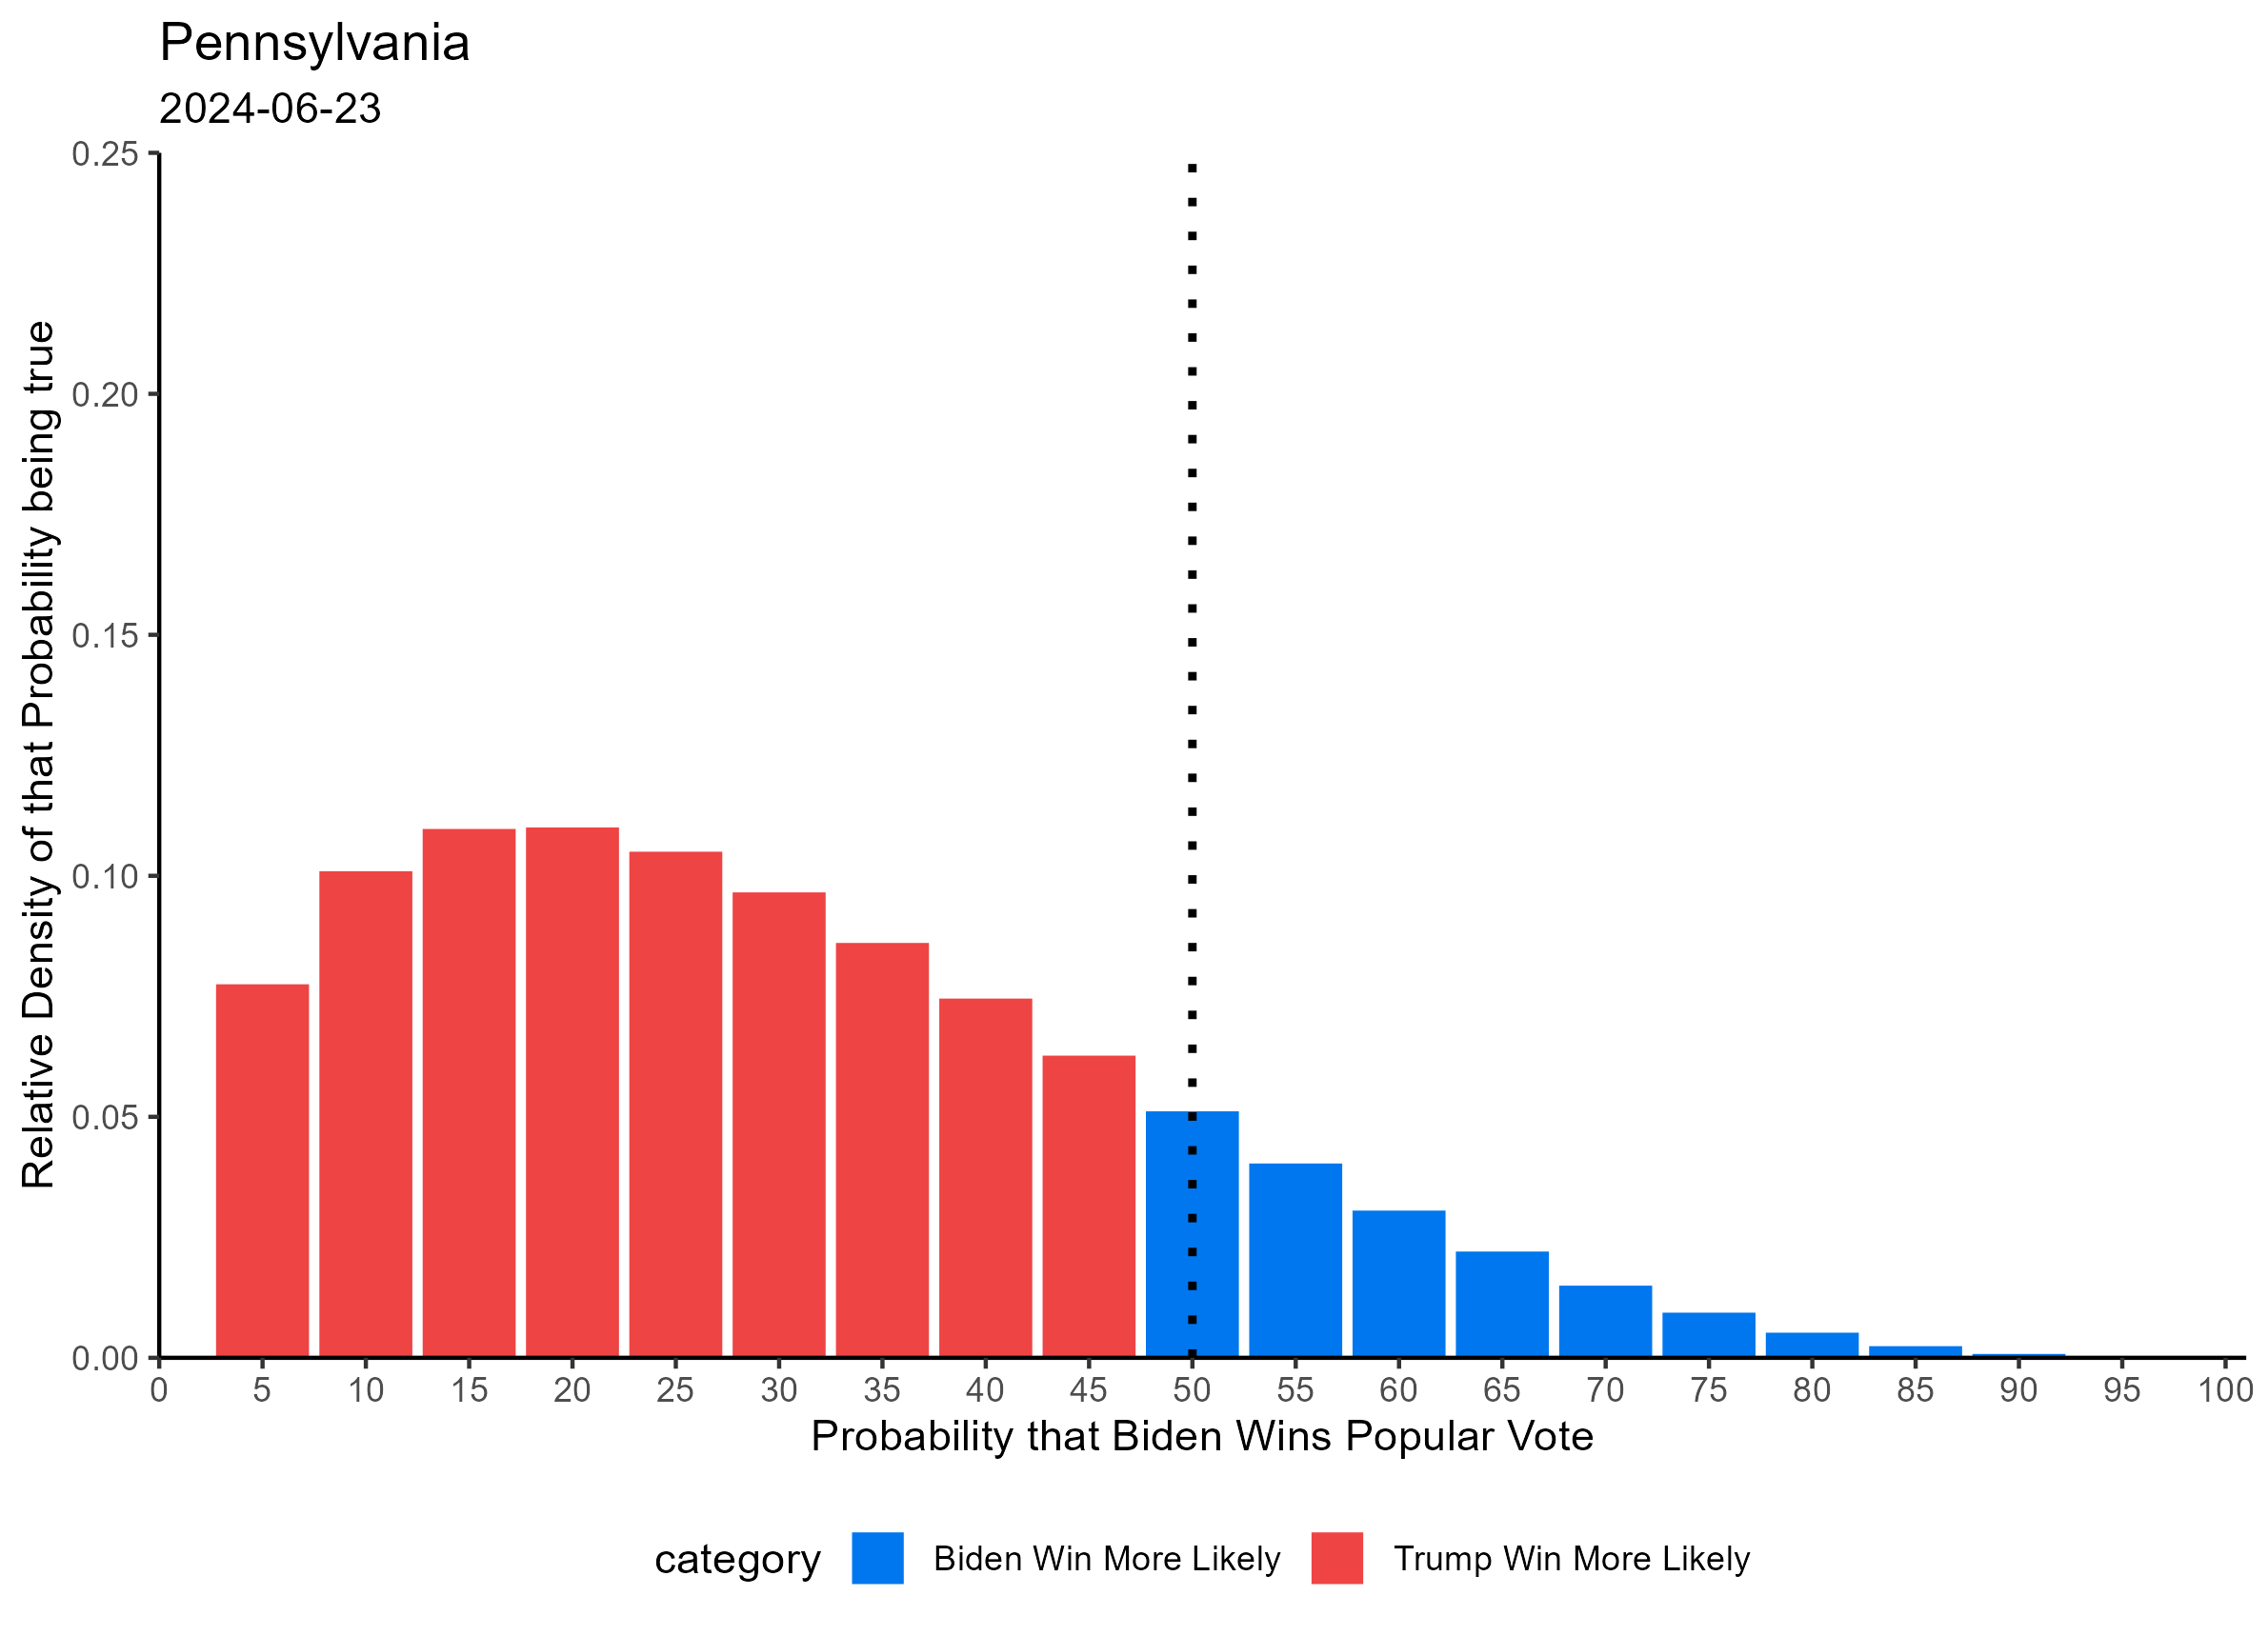 Pennsylvania
2024-06-23
Relative Density of that Probability being true
0.25
0.20
0.15
0.10
0.05
0.00
0 5 10 15 20 25 30 35 40 45 50 55 60 65 70 75 80 85 90 95 100
Probability that Biden Wins Popular Vote
category Biden Win More Likely Trump Win More Likely